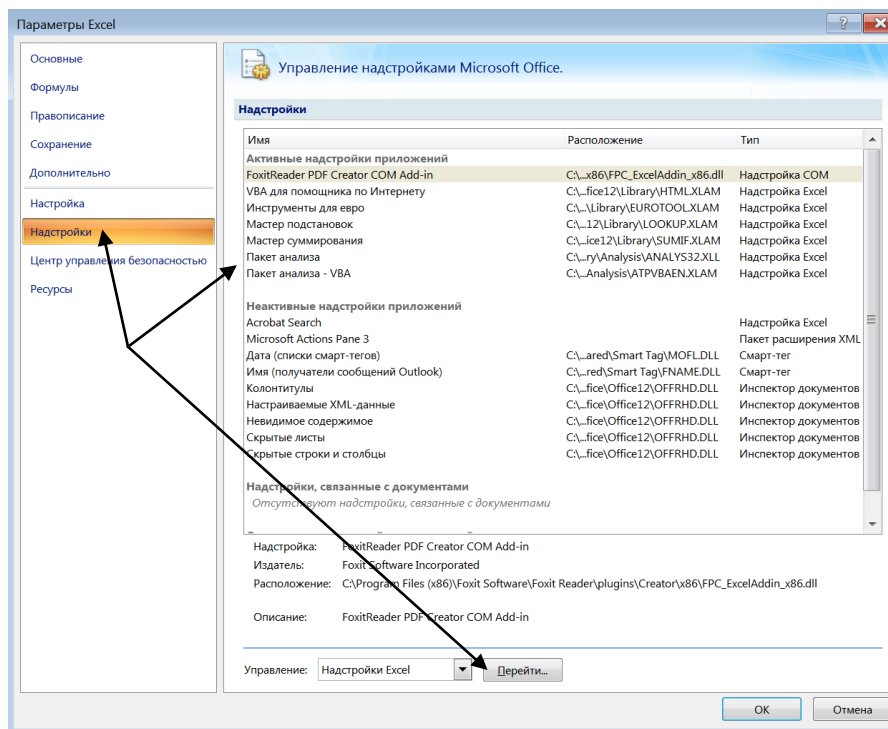 Параметры Excel
Основные
Формулы
Правописание
Сохранение
Дополнительно
Настройка
Надстройки
Центр управления безопасностью
Ресурсы
Управление надстройками Microsoft Office.
Надстройки
Имя Расположение Тип
Активные надстройки приложений
FoxitReader PDF Creator COM Add-in C:\...x86\FPC_ExcelAddin_x86.dll Надстройка COM
VBA для помощника по Интернету C:\...fice12\Library\HTML.XLAM Надстройка Excel
Инструменты для евро C:\...\Library\EUROTOOL.XLAM Надстройка Excel
Мастер подстановок C:\...12\Library\LOOKUP.XLAM Надстройка Excel
Мастер суммирования C:\...ice12\Library\SUMIF.XLAM Надстройка Excel
Пакет анализа C:\...ry\Analysis\ANALYS32.XLL Надстройка Excel
Пакет анализа - VBA C:\...Analysis\ATPVBAEN.XLAM Надстройка Excel
Неактивные надстройки приложений
Acrobat Search Надстройка Excel
Microsoft Actions Pane 3 Пакет расширения XML
Дата (списки смарт-тегов) C:\...ared\Smart Tag\MOFL.DLL Смарт-тег
Имя (получатели сообщений Outlook) C:\...red\Smart Tag\FNAME.DLL Смарт-тег
Колонтитулы C:\...fice\Office12\OFFRHD.DLL Инспектор документов
Настраиваемые XML-данные C:\...fice\Office12\OFFRHD.DLL Инспектор документов
Невидимое содержимое C:\...fice\Office12\OFFRHD.DLL Инспектор документов
Скрытые листы C:\...fice\Office12\OFFRHD.DLL Инспектор документов
Скрытые строки и столбцы C:\...fice\Office12\OFFRHD.DLL Инспектор документов
Надстройки, связанные с документами
Отсутствуют надстройки, связанные с документами
Надстройка: FoxitReader PDF Creator COM Add-in
Издатель: Foxit Software Incorporated
Расположение: C:\Program Files (x86)\Foxit Software\Foxit Reader\plugins\Creator\x86\FPC_ExcelAddin_x86.dll
Описание: FoxitReader PDF Creator COM Add-in
Управление: Надстройки Excel Перейти...
ОК Отмена